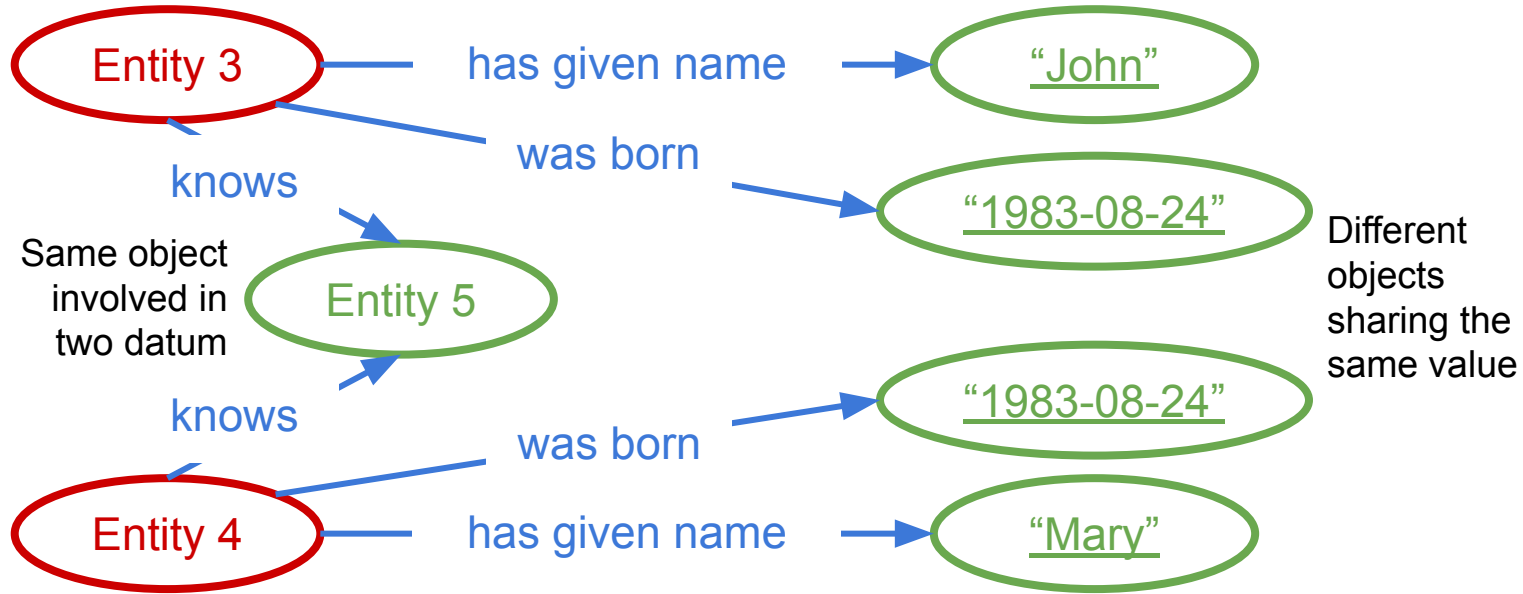 Entity 3
has given name
“John”
was born
knows
“1983-08-24”
Same object
involved in
two datum
Entity 5
Different
objects
sharing the
same value
knows
was born
“1983-08-24”
Entity 4
has given name
“Mary”